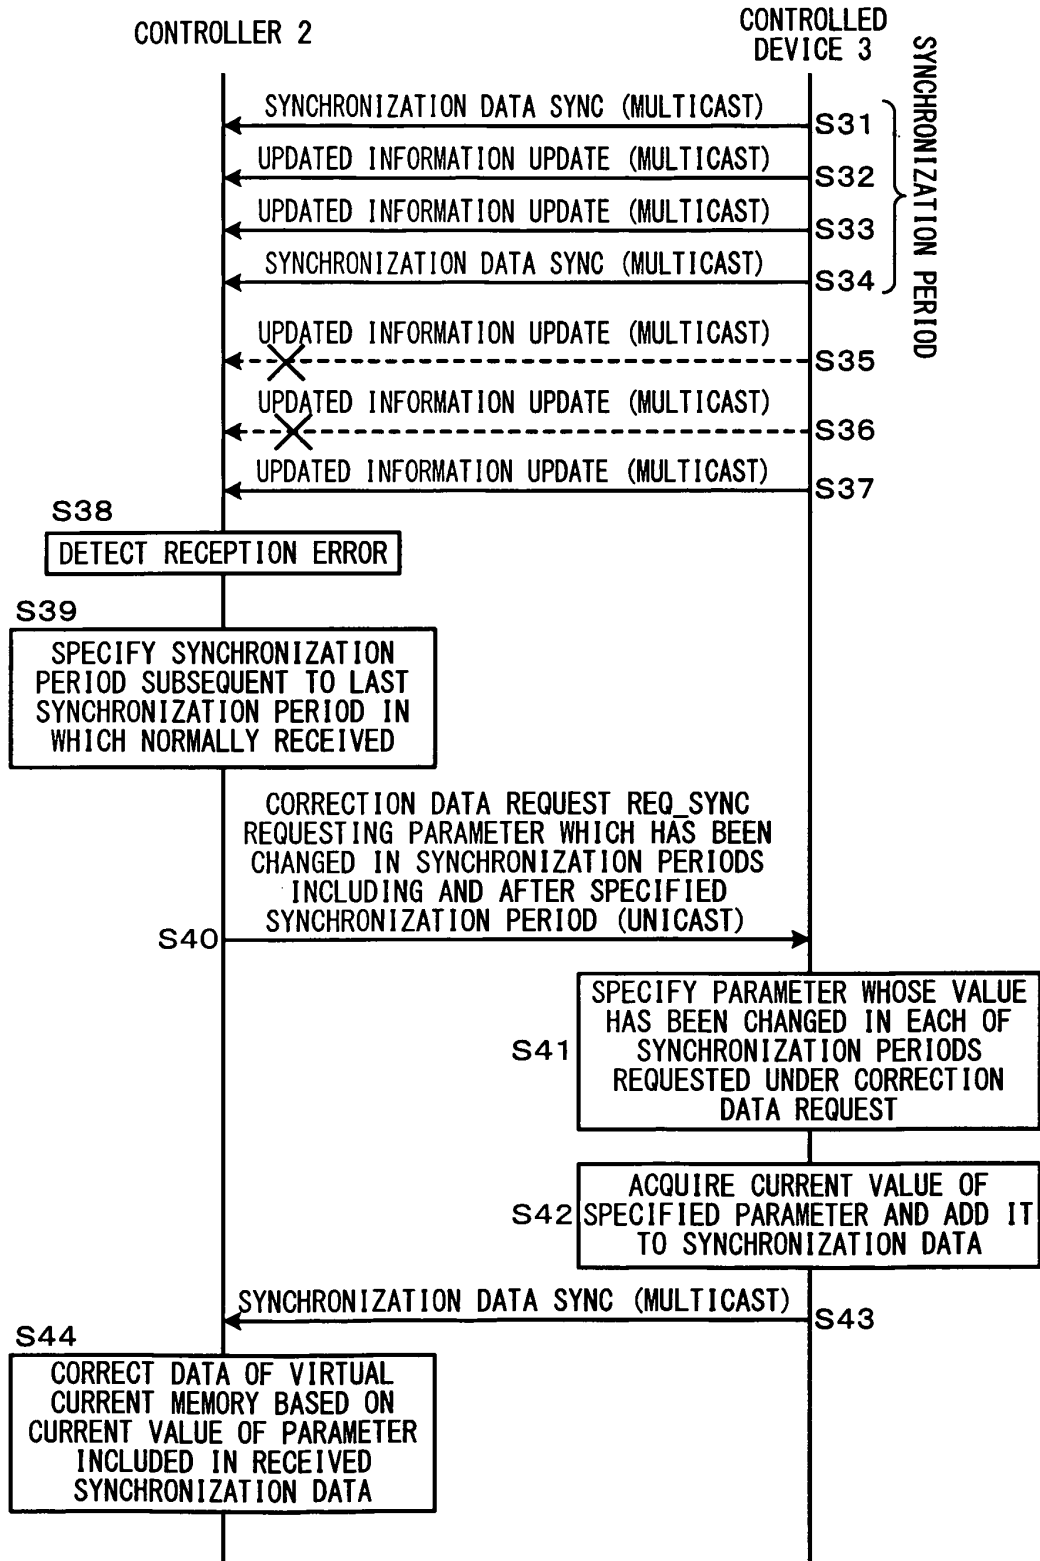 CONTROLLER 2
CONTROLLED
DEVICE 3
SYNCHRONIZATION PERIOD
SYNCHRONIZATION DATA SYNC (MULTICAST)
S31
UPDATED INFORMATION UPDATE (MULTICAST)
S32
UPDATED INFORMATION UPDATE (MULTICAST)
S33
SYNCHRONIZATION DATA SYNC (MULTICAST)
S34
UPDATED INFORMATION UPDATE (MULTICAST)
S35
UPDATED INFORMATION UPDATE (MULTICAST)
S36
UPDATED INFORMATION UPDATE (MULTICAST)
S37
S38
DETECT RECEPTION ERROR
S39
SPECIFY SYNCHRONIZATION
PERIOD SUBSEQUENT TO LAST
SYNCHRONIZATION PERIOD IN
WHICH NORMALLY RECEIVED
CORRECTION DATA REQUEST REQ_SYNC
REQUESTING PARAMETER WHICH HAS BEEN
CHANGED IN SYNCHRONIZATION PERIODS
INCLUDING AND AFTER SPECIFIED
SYNCHRONIZATION PERIOD (UNICAST)
S40
SPECIFY PARAMETER WHOSE VALUE
HAS BEEN CHANGED IN EACH OF
SYNCHRONIZATION PERIODS
REQUESTED UNDER CORRECTION
DATA REQUEST
S41
ACQUIRE CURRENT VALUE OF
SPECIFIED PARAMETER AND ADD IT
TO SYNCHRONIZATION DATA
S42
SYNCHRONIZATION DATA SYNC (MULTICAST)
S43
S44
CORRECT DATA OF VIRTUAL
CURRENT MEMORY BASED ON
CURRENT VALUE OF PARAMETER
INCLUDED IN RECEIVED
SYNCHRONIZATION DATA